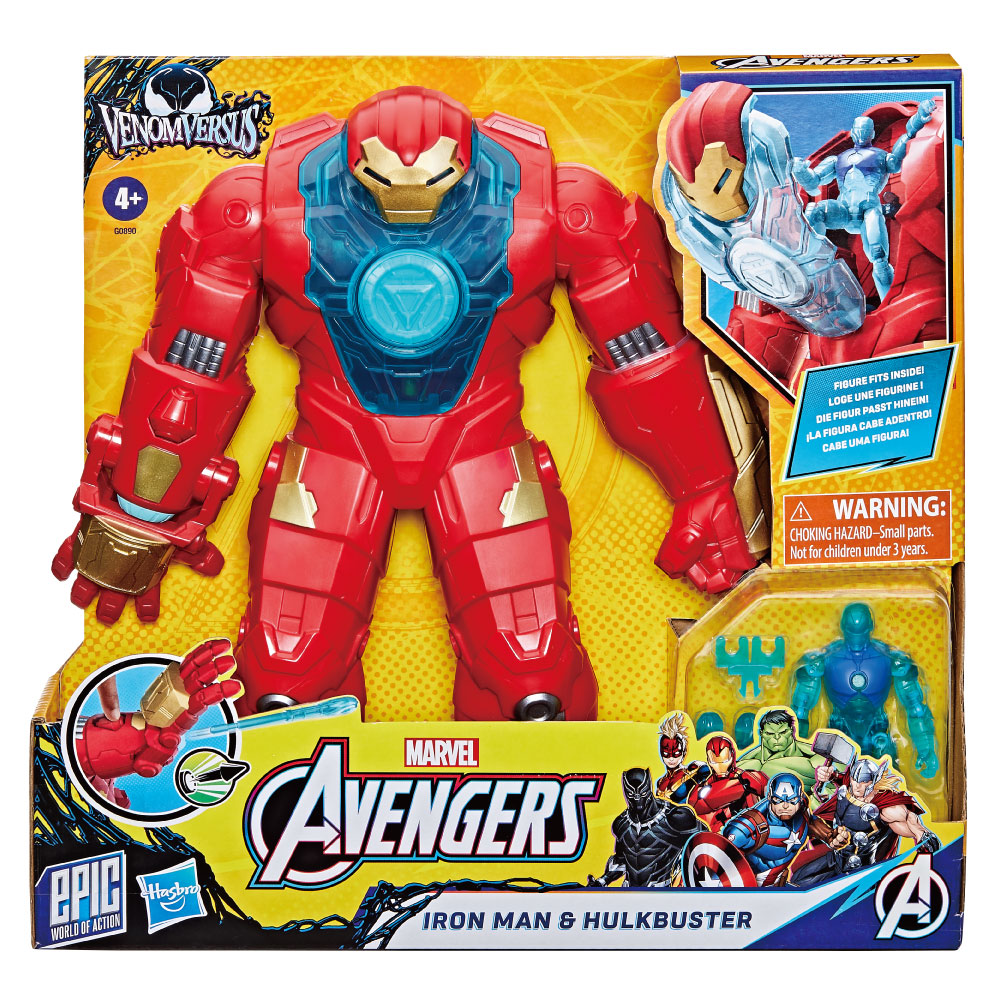 VENOMVERSUS
4+
G0890
MARVEL
AVENGERS
FIGURE FITS INSIDE!
LOGE UNE FIGURINE !
DIE FIGUR PASST HINEIN!
¡LA FIGURA CABE ADENTRO!
CABE UMA FIGURA!
WARNING:
CHOKING HAZARD–Small parts.
Not for children under 3 years.
MARVEL
AVENGERS
EPIC
WORLD OF ACTION
Hasbro
IRON MAN & HULKBUSTER